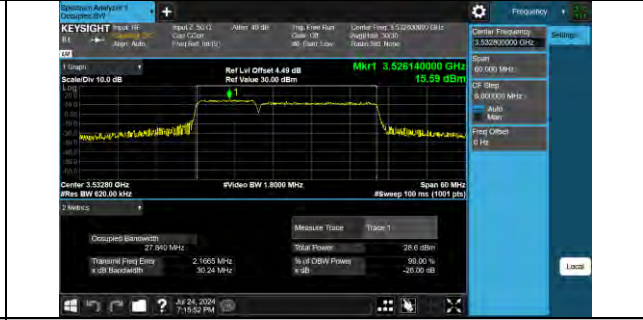 Spectrum Analyzer 1
Occupied BW
Frequency
KEYSIGHT Input: RF
Align: Auto
Input Z: 50 Ω
Corr CCorr
Freq Ref: Int (S)
Atten: 40 dB
Trig: Free Run
Gate: Off
#IF Gain: Low
Center Freq: 3.532800000 GHz
Avg|Hold: 30/30
Radio Std: None
Center Frequency
3.532800000 GHz
Settings
Span
60.000 MHz
CF Step
6.000000 MHz
Auto
Man
Freq Offset
0 Hz
1 Graph
Scale/Div 10.0 dB
Ref Lvl Offset 4.49 dB
Ref Value 30.00 dBm
Mkr1 3.526140000 GHz
15.59 dBm
Log
1
Center 3.53280 GHz
#Res BW 620.00 kHz
#Video BW 1.8000 MHz
Span 60 MHz
#Sweep 100 ms (1001 pts)
2 Metrics
Measure Trace Trace 1
Occupied Bandwidth
27.840 MHz
Total Power 28.6 dBm
Transmit Freq Error 2.1665 MHz
% of OBW Power 99.00 %
x dB Bandwidth 30.24 MHz
x dB -26.00 dB
Local
Jul 24, 2024
7:15:52 PM